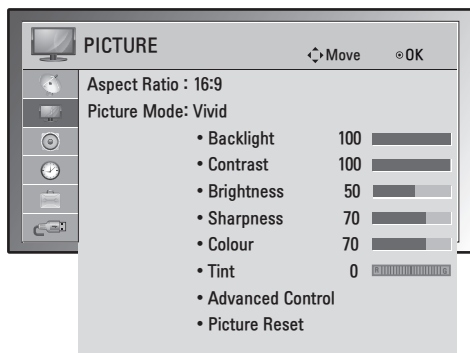 PICTURE Move OK
Aspect Ratio : 16:9
Picture Mode: Vivid
• Backlight 100
• Contrast 100
• Brightness 50
• Sharpness 70
• Colour 70
• Tint 0 R G
• Advanced Control
• Picture Reset